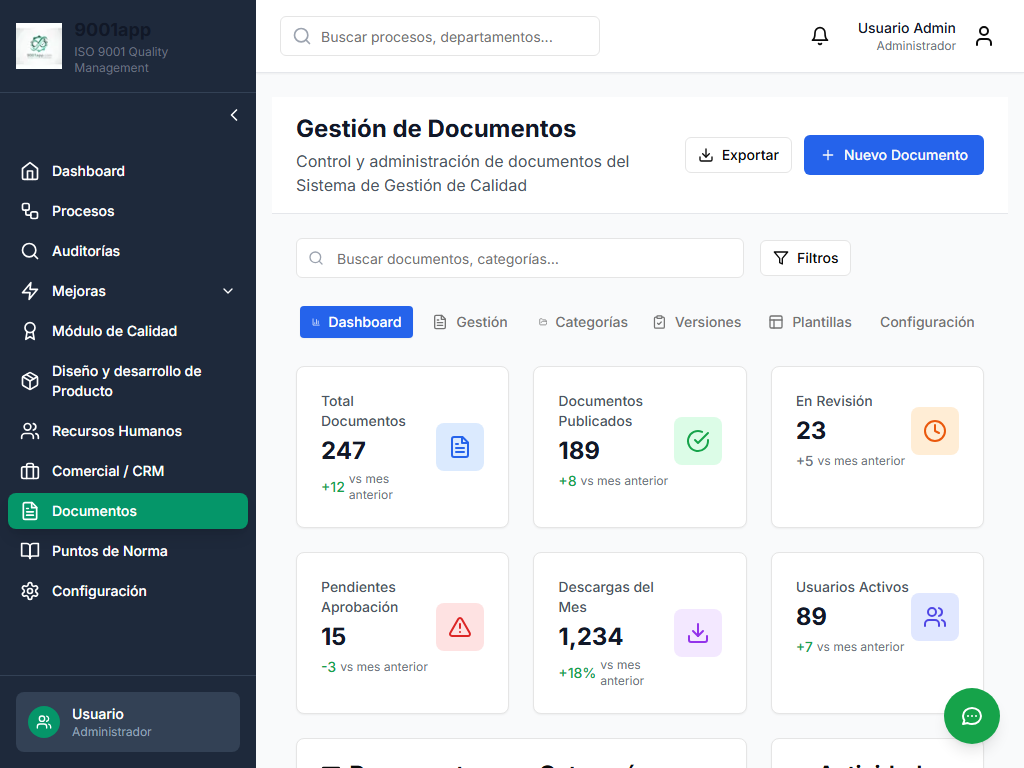 9001app
ISO 9001 Quality
Management
Dashboard
Procesos
Auditorías
Mejoras
Módulo de Calidad
Diseño y desarrollo de
Producto
Recursos Humanos
Comercial / CRM
Documentos
Puntos de Norma
Configuración
Usuario
Administrador
Buscar procesos, departamentos...
Usuario Admin
Administrador
Gestión de Documentos
Control y administración de documentos del
Sistema de Gestión de Calidad
Exportar
Nuevo Documento
Buscar documentos, categorías...
Filtros
Dashboard
Gestión
Categorías
Versiones
Plantillas
Configuración
Total
Documentos
247
+12 vs mes
anterior
Documentos
Publicados
189
+8 vs mes anterior
En Revisión
23
+5 vs mes anterior
Pendientes
Aprobación
15
-3 vs mes anterior
Descargas del
Mes
1,234
+18% vs mes
anterior
Usuarios Activos
89
+7 vs mes anterior